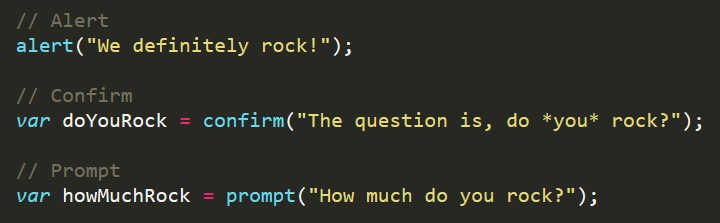 // Alert
alert("We definitely rock!");
// Confirm
var doYouRock = confirm("The question is, do *you* rock?");
// Prompt
var howMuchRock = prompt("How much do you rock?");